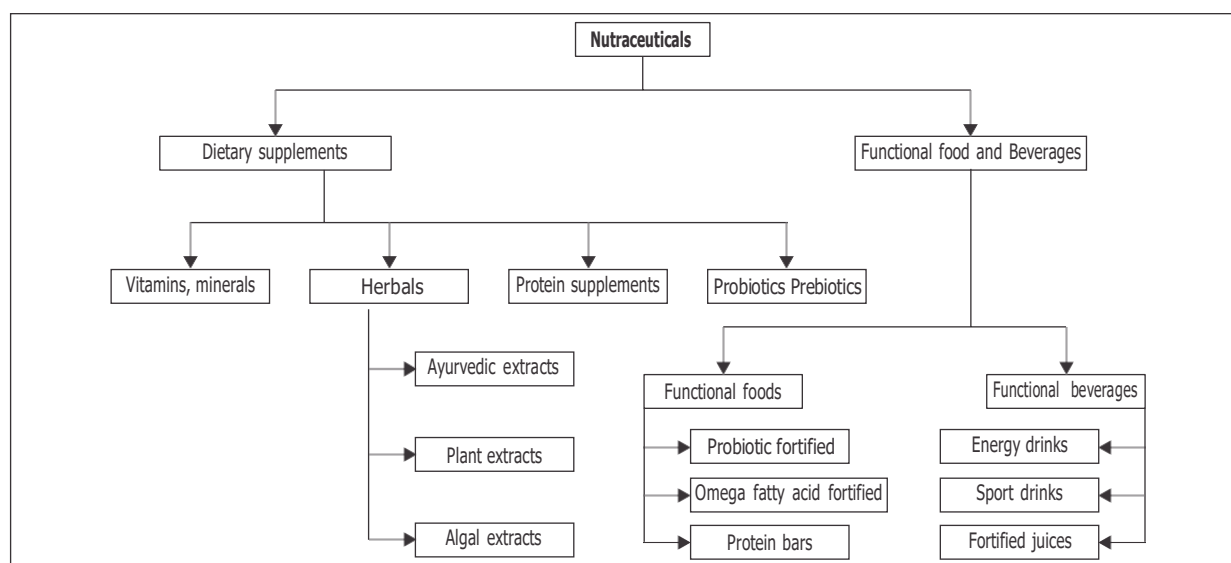 Nutraceuticals
Dietary supplements
Functional food and Beverages
Vitamins, minerals
Herbals
Protein supplements
Probiotics Prebiotics
Ayurvedic extracts
Plant extracts
Algal extracts
Functional foods
Functional beverages
Probiotic fortified
Energy drinks
Omega fatty acid fortified
Sport drinks
Protein bars
Fortified juices